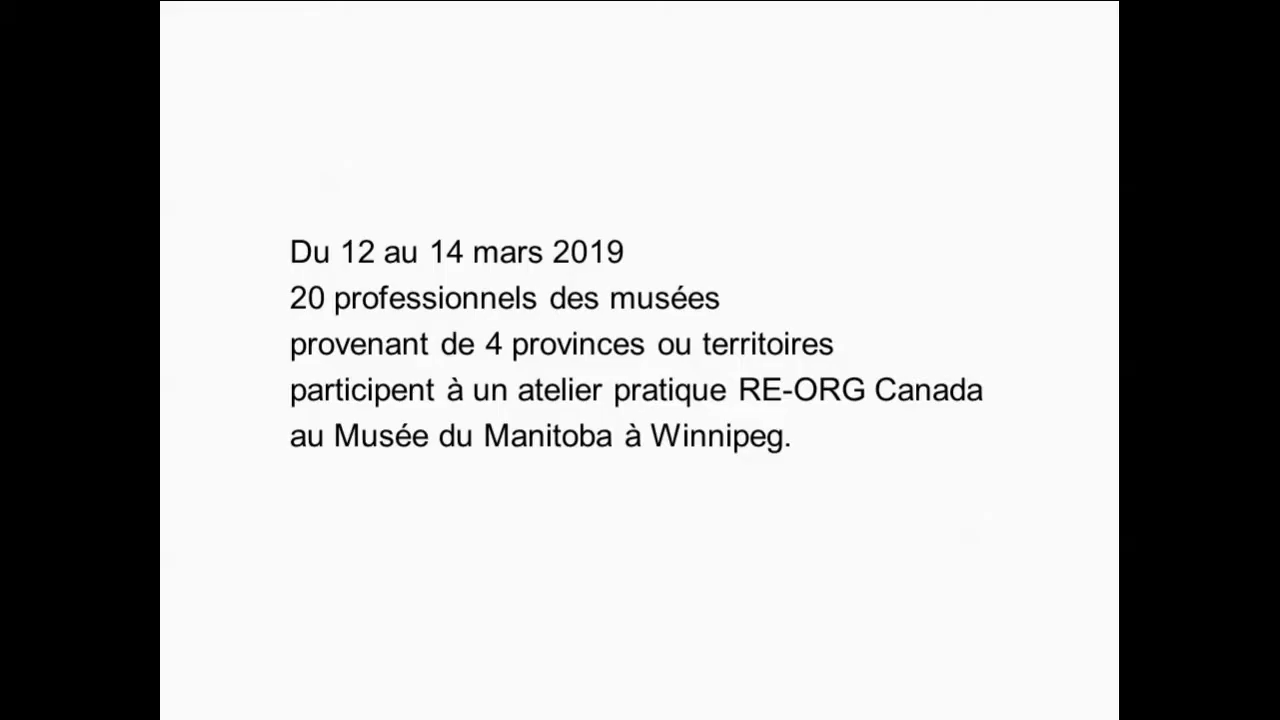 Du 12 au 14 mars 2019
20 professionnels des musées
provenant de 4 provinces ou territoires
participent à un atelier pratique RE-ORG Canada
au Musée du Manitoba à Winnipeg.